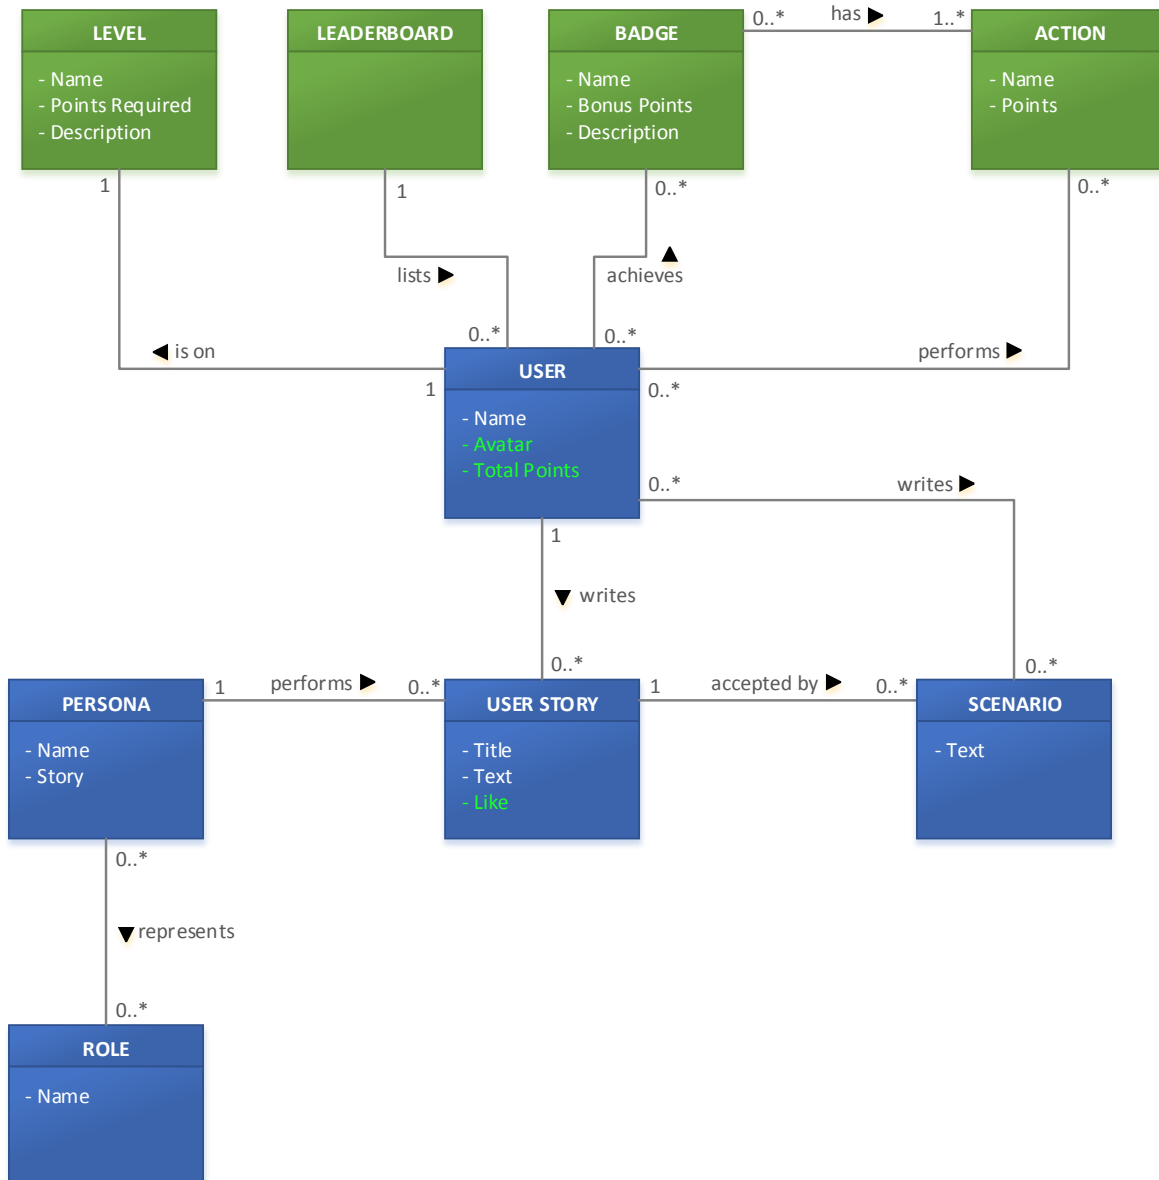 LEVEL
- Name
- Points Required
- Description
LEADERBOARD
BADGE
- Name
- Bonus Points
- Description
0..*
has
1..*
ACTION
- Name
- Points
1
1
0..*
0..*
lists
achieves
0..*
0..*
is on
performs
1
0..*
USER
- Name
- Avatar
- Total Points
0..*
writes
1
writes
0..*
0..*
PERSONA
- Name
- Story
1
performs
0..*
USER STORY
- Title
- Text
- Like
1
accepted by
0..*
SCENARIO
- Text
0..*
represents
0..*
ROLE
- Name